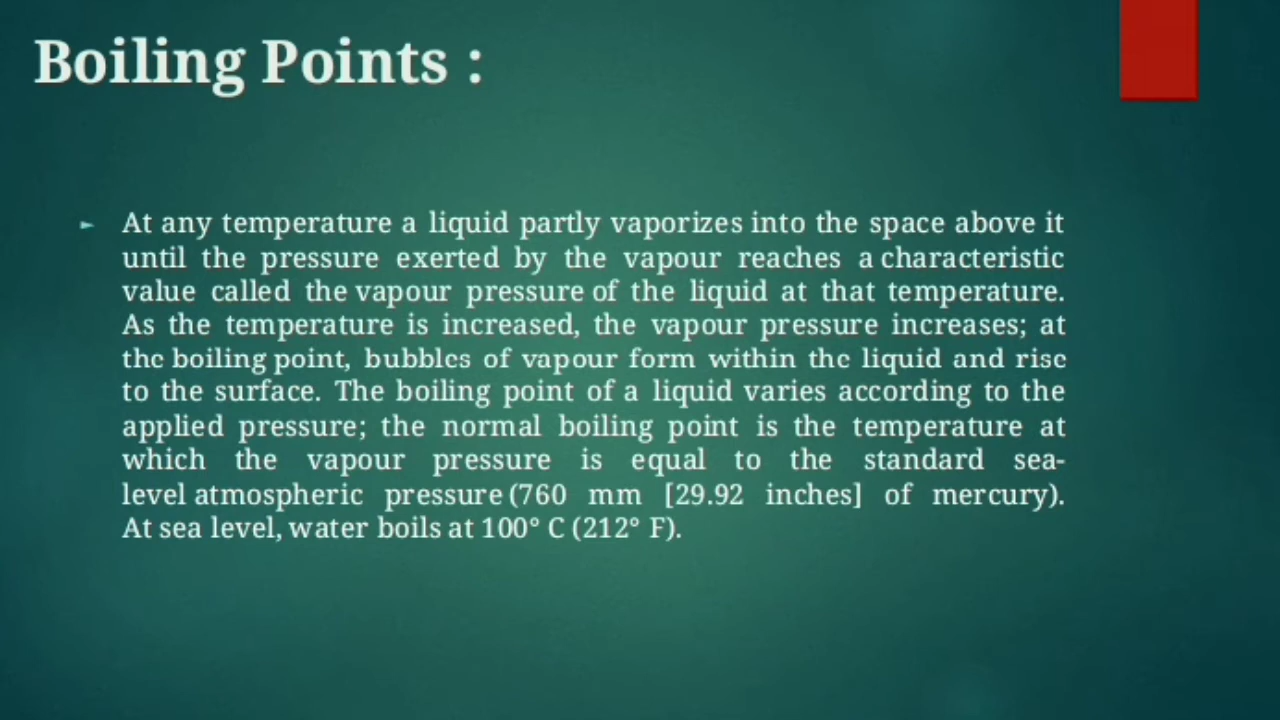 Boiling Points :
At any temperature a liquid partly vaporizes into the space above it
until the pressure exerted by the vapour reaches a characteristic
value called the vapour pressure of the liquid at that temperature.
As the temperature is increased, the vapour pressure increases; at
the boiling point, bubbles of vapour form within the liquid and rise
to the surface. The boiling point of a liquid varies according to the
applied pressure; the normal boiling point is the temperature at
which the vapour pressure is equal to the standard sea-
level atmospheric pressure (760 mm [29.92 inches] of mercury).
At sea level, water boils at 100° C (212° F).